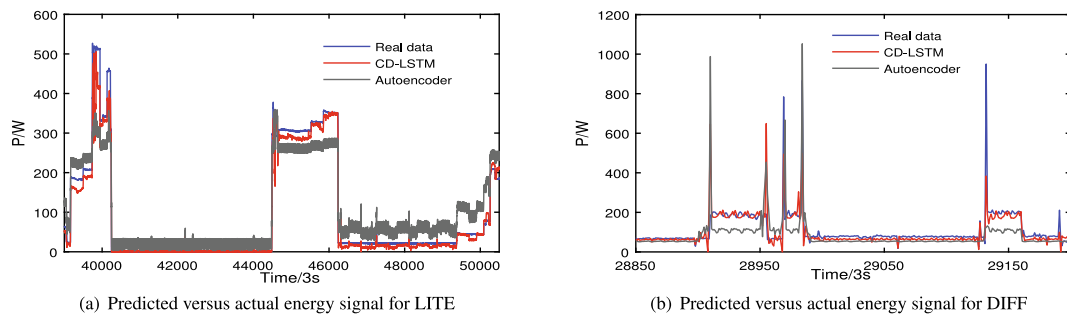 600
500
400
300
200
100
0
P/W
Real data
CD-LSTM
Autoencoder
40000 42000 44000 46000 48000 50000
Time/3s
(a) Predicted versus actual energy signal for LITE
1200
1000
800
600
400
200
0
P/W
Real data
CD-LSTM
Autoencoder
28850 28950 29050 29150
Time/3s
(b) Predicted versus actual energy signal for DIFF